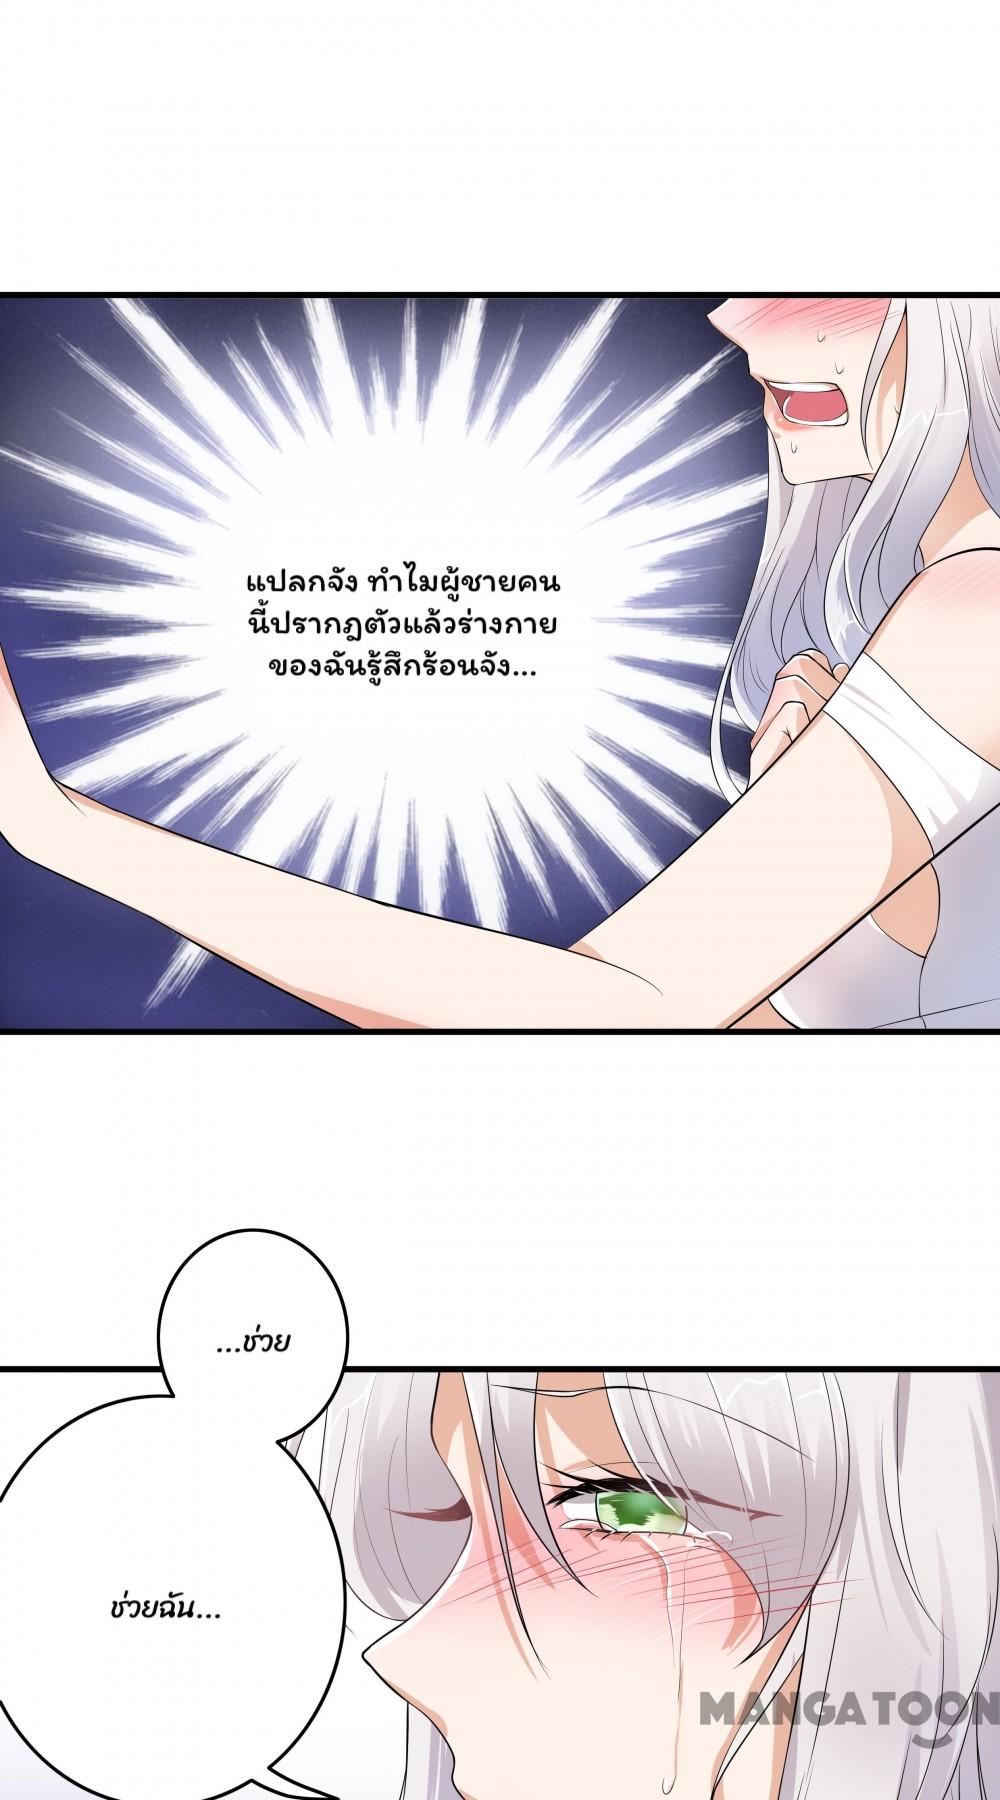 แปลกจัง ทำไมผู้ชายคน
นี้ปรากฎตัวแล้วร่างกาย
ของฉันรู้สึกร้อนจัง...
...ช่วย
ช่วยฉัน...
MANGATOON